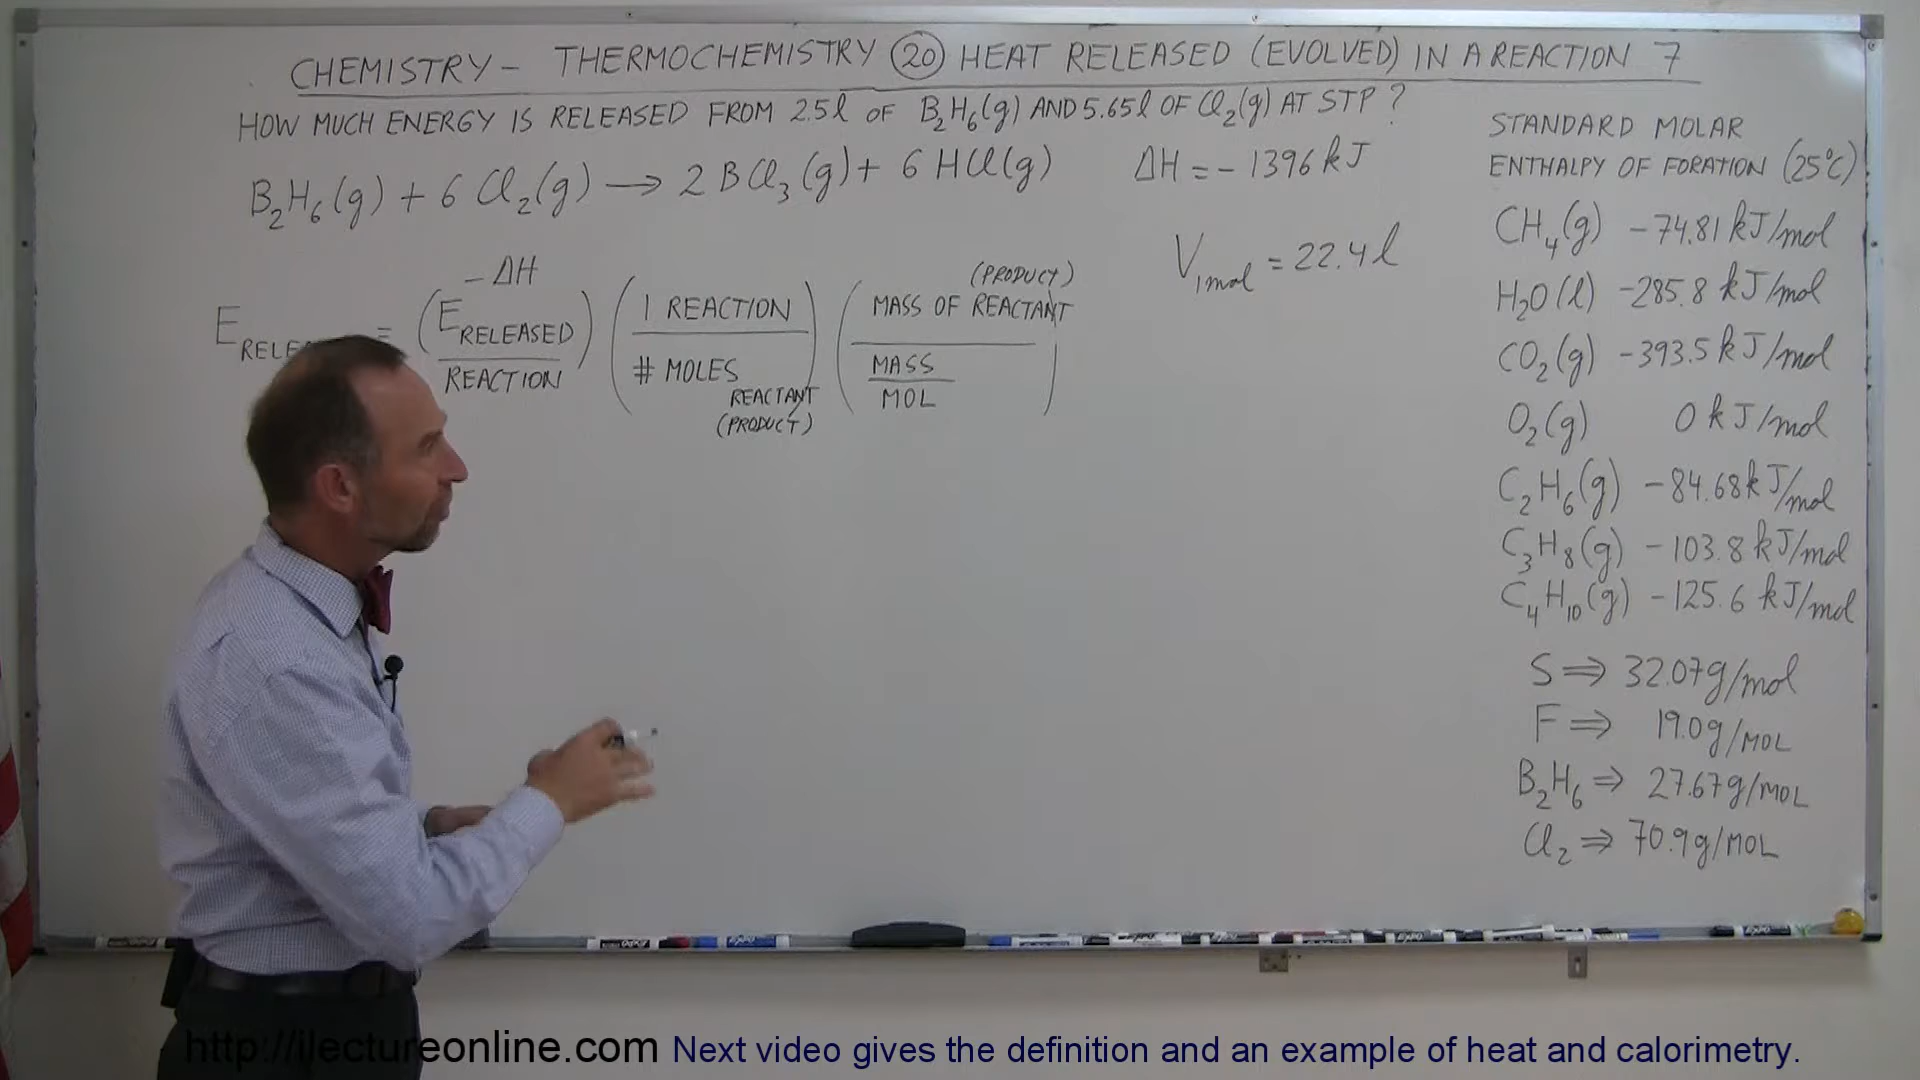 CHEMISTRY - THERMOCHEMISTRY 20 HEAT RELEASED (EVOLVED) IN A REACTION 7
HOW MUCH ENERGY IS RELEASED FROM 2.5l OF B₂H₆(g) AND 5.65l OF Cl₂(g) AT STP?
B₂H₆(g) + 6 Cl₂(g) → 2 BCl₃(g) + 6 HCl(g) ΔH = -1396 kJ
V₁mol = 22.4 l
-ΔH
(PRODUCT)
E = (E RELEASED / REACTION) (1 REACTION / # MOLES REACTANT (PRODUCT)) (MASS OF REACTANT / MASS / MOL)
STANDARD MOLAR
ENTHALPY OF FORATION (25°C)
CH₄(g) -74.81 kJ/mol
H₂O(l) -285.8 kJ/mol
CO₂(g) -393.5 kJ/mol
O₂(g) 0 kJ/mol
C₂H₆(g) -84.68 kJ/mol
C₃H₈(g) -103.8 kJ/mol
C₄H₁₀(g) -125.6 kJ/mol
S ⇒ 32.07g/mol
F ⇒ 19.0g/MOL
B₂H₆ ⇒ 27.67g/MOL
Cl₂ ⇒ 70.9g/MOL
http://ilectureonline.com Next video gives the definition and an example of heat and calorimetry.